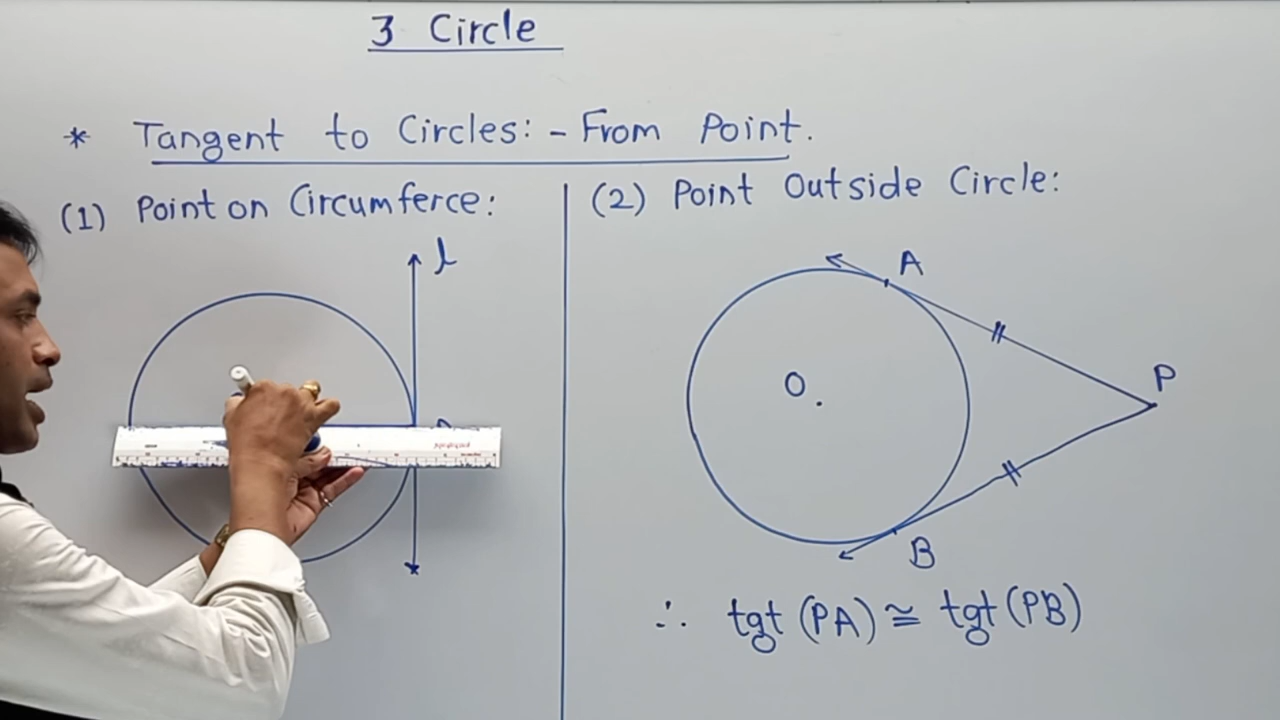 3 Circle
* Tangent to Circles: - From Point.
(1) Point on Circumferce:
l
(2) Point Outside Circle:
A
P
O.
B
∴ tgt (PA) ≅ tgt (PB)